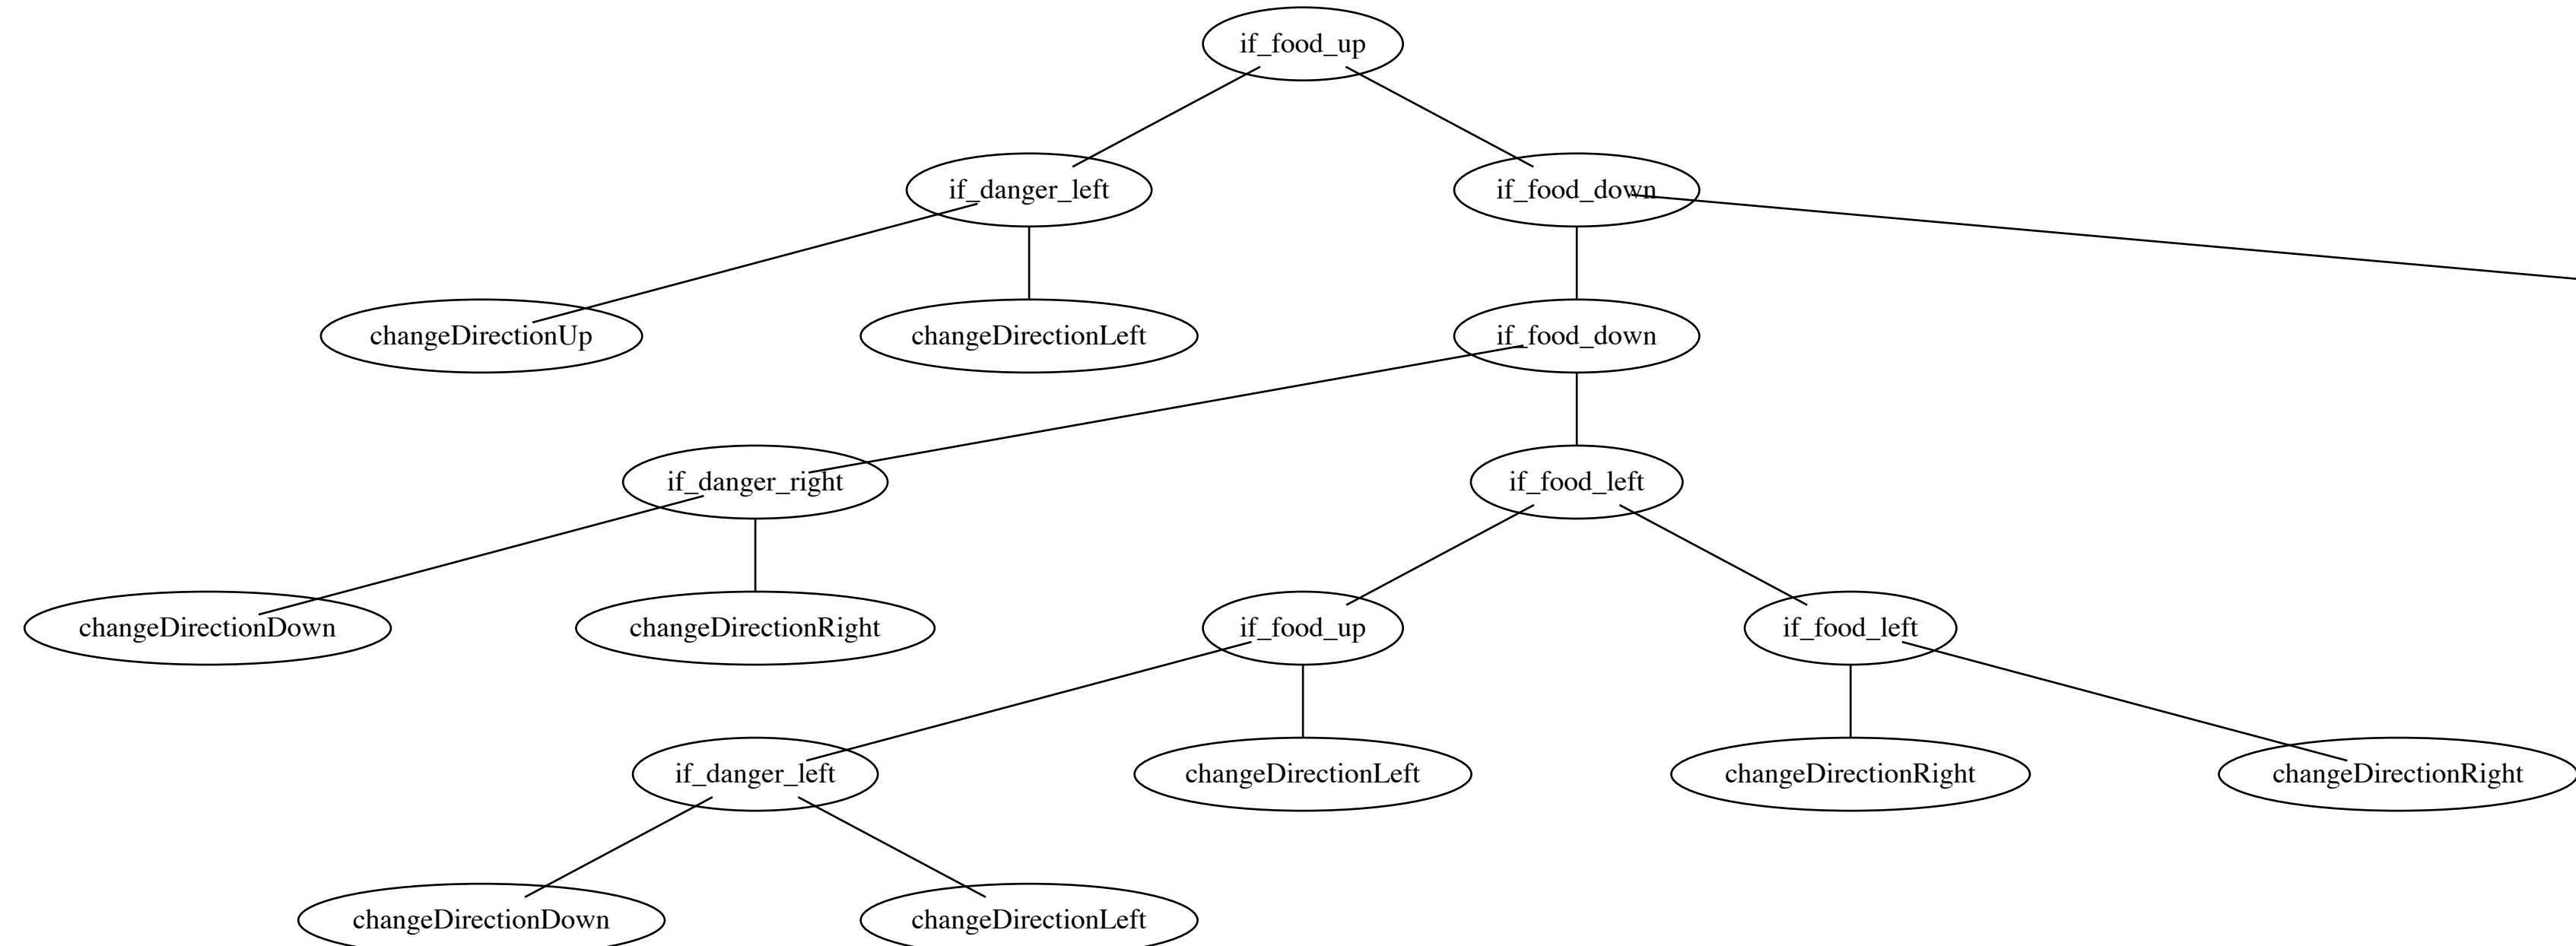 if_food_up
if_danger_left
if_food_down
changeDirectionUp
changeDirectionLeft
if_food_down
if_danger_right
if_food_left
changeDirectionDown
changeDirectionRight
if_food_up
if_food_left
if_danger_left
changeDirectionLeft
changeDirectionRight
changeDirectionRight
changeDirectionDown
changeDirectionLeft